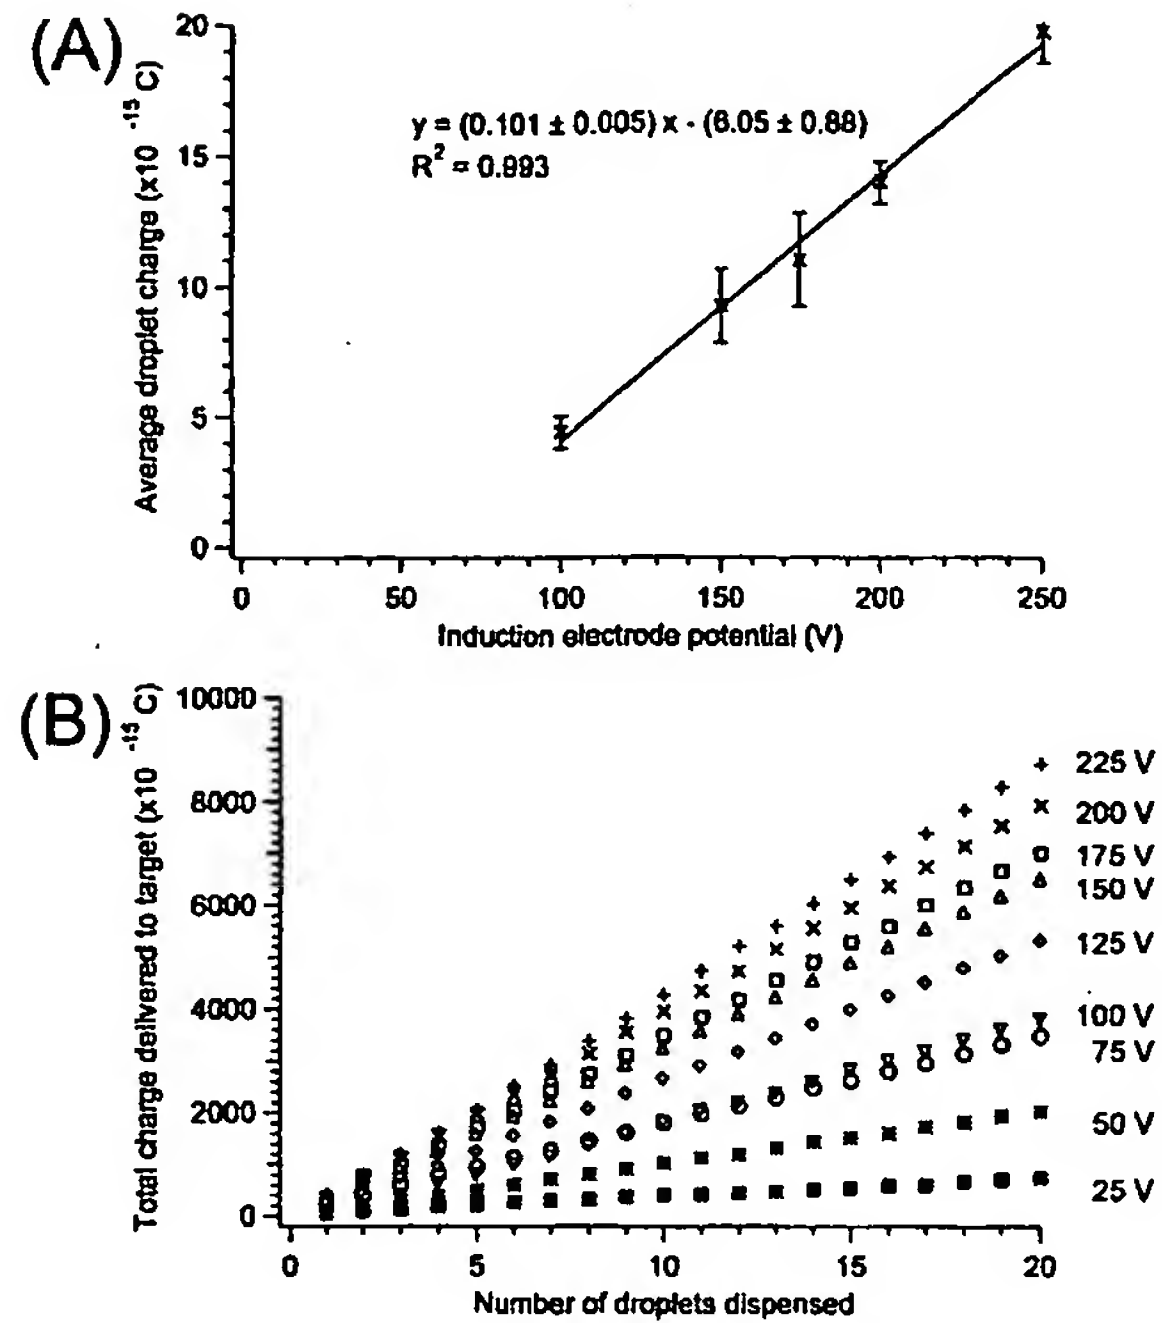 (A)
Average droplet charge (x10 -15 C)
20
15
10
5
0
y = (0.101 ± 0.005) x - (6.05 ± 0.88)
R2 = 0.993
0 50 100 150 200 250
Induction electrode potential (V)
(B)
Total charge delivered to target (x10 -15 C)
10000
8000
6000
4000
2000
0
225 V
200 V
175 V
150 V
125 V
100 V
75 V
50 V
25 V
0 5 10 15 20
Number of droplets dispensed